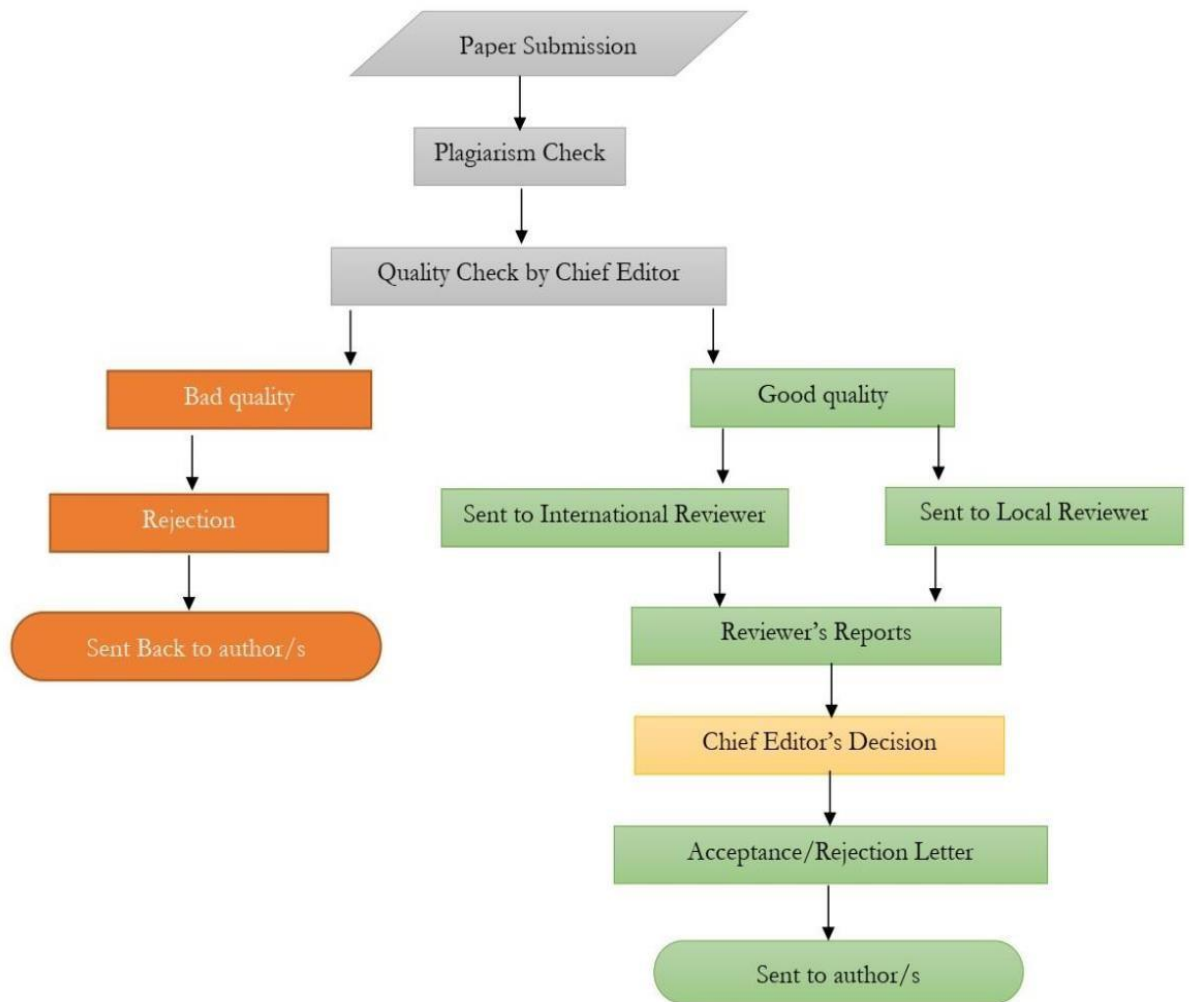 Paper Submission
Plagiarism Check
Quality Check by Chief Editor
Bad quality
Good quality
Rejection
Sent to International Reviewer
Sent to Local Reviewer
Sent Back to author/s
Reviewer’s Reports
Chief Editor’s Decision
Acceptance/Rejection Letter
Sent to author/s